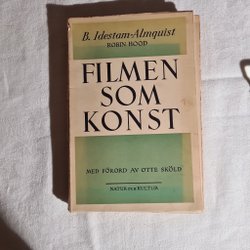 B. Idestam-Almquist
ROBIN HOOD
FILMEN
SOM
KONST
MED FÖRORD AV OTTE SKÖLD
NATUR OCH KULTUR